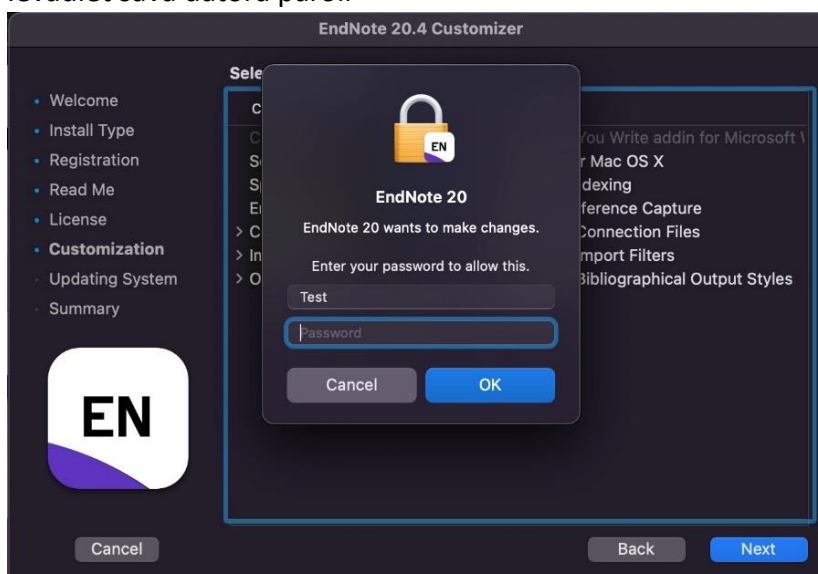 EndNote 20.4 Customizer
Sele
Welcome
Install Type
Registration
Read Me
License
Customization
Updating System
Summary
C
You Write addin for Microsoft
S
r Mac OS X
S
dexing
E
ference Capture
> C
Connection Files
> In
mport Filters
> O
Bibliographical Output Styles
EN
EndNote 20
EndNote 20 wants to make changes.
Enter your password to allow this.
Test
Password
Cancel
OK
EN
Cancel
Back
Next